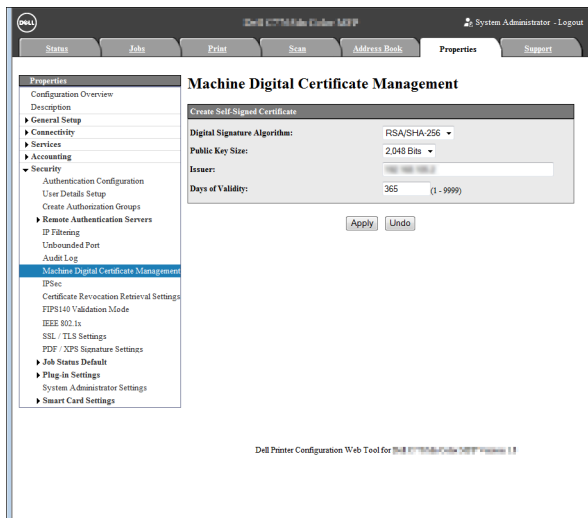 DELL
System Administrator - Logout
Status
Jobs
Print
Scan
Address Book
Properties
Support
Properties
Configuration Overview
Description
General Setup
Connectivity
Services
Accounting
Security
Authentication Configuration
User Details Setup
Create Authorization Groups
Remote Authentication Servers
IP Filtering
Unbounded Port
Audit Log
Machine Digital Certificate Management
IPSec
Certificate Revocation Retrieval Settings
FIPS140 Validation Mode
IEEE 802.1x
SSL / TLS Settings
PDF / XPS Signature Settings
Job Status Default
Plug-in Settings
System Administrator Settings
Smart Card Settings
Machine Digital Certificate Management
Create Self-Signed Certificate
Digital Signature Algorithm: RSA/SHA-256
Public Key Size: 2,048 Bits
Issuer:
Days of Validity: 365 (1 - 9999)
Apply Undo
Dell Printer Configuration Web Tool for